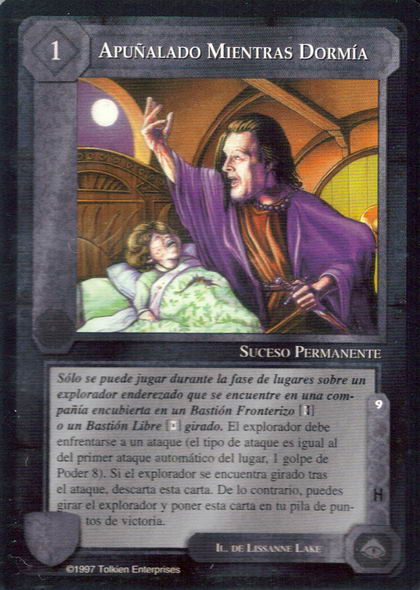 1
APUÑALADO MIENTRAS DORMÍA
SUCESO PERMANENTE
Sólo se puede jugar durante la fase de lugares sobre un
explorador enderezado que se encuentre en una com-
pañía encubierta en un Bastión Fronterizo [ ]
o un Bastión Libre [ ] girado. El explorador debe
enfrentarse a un ataque (el tipo de ataque es igual al
del primer ataque automático del lugar, 1 golpe de
Poder 8). Si el explorador se encuentra girado tras
el ataque, descarta esta carta. De lo contrario, puedes
girar el explorador y poner esta carta en tu pila de pun-
tos de victoria.
9
H
IL. DE LISSANNE LAKE
©1997 Tolkien Enterprises